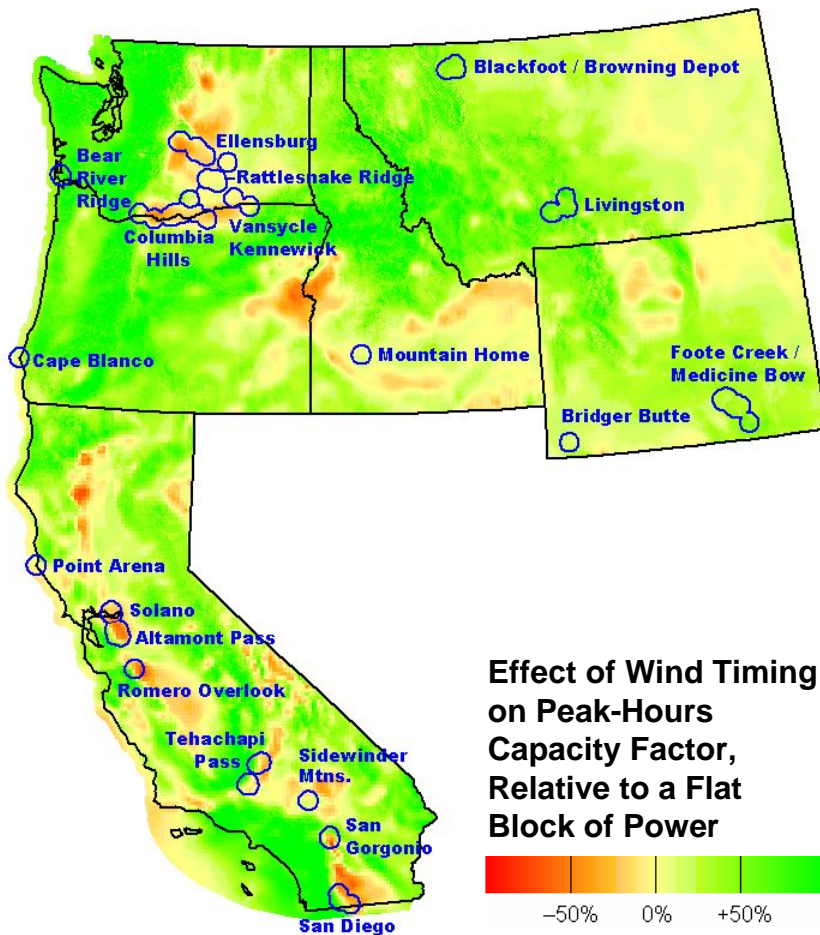 Blackfoot / Browning Depot
Ellensburg
Bear
River
Ridge
Rattlesnake Ridge
Livingston
Columbia
Hills
Vansycle
Kennewick
Cape Blanco
Mountain Home
Foote Creek /
Medicine Bow
Bridger Butte
Point Arena
Solano
Altamont Pass
Romero Overlook
Tehachapi
Pass
Sidewinder
Mtns.
San
Gorgonio
San Diego
Effect of Wind Timing
on Peak-Hours
Capacity Factor,
Relative to a Flat
Block of Power
–50% 0% +50%